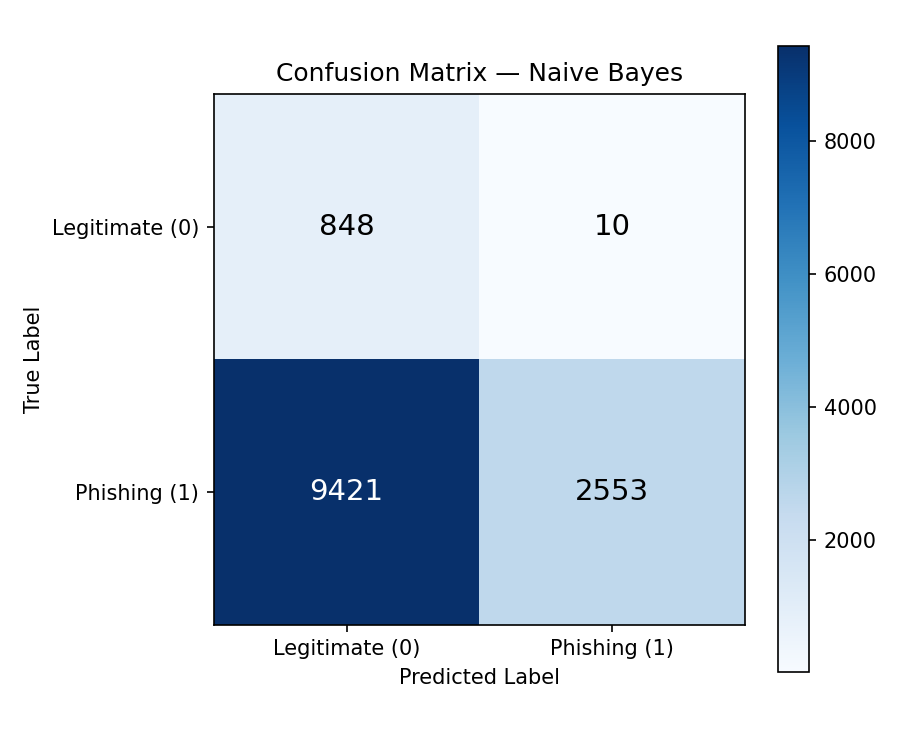 Confusion Matrix — Naive Bayes
8000
848
10
Legitimate (0)
6000
True Label
4000
9421
2553
Phishing (1)
2000
Legitimate (0)
Phishing (1)
Predicted Label